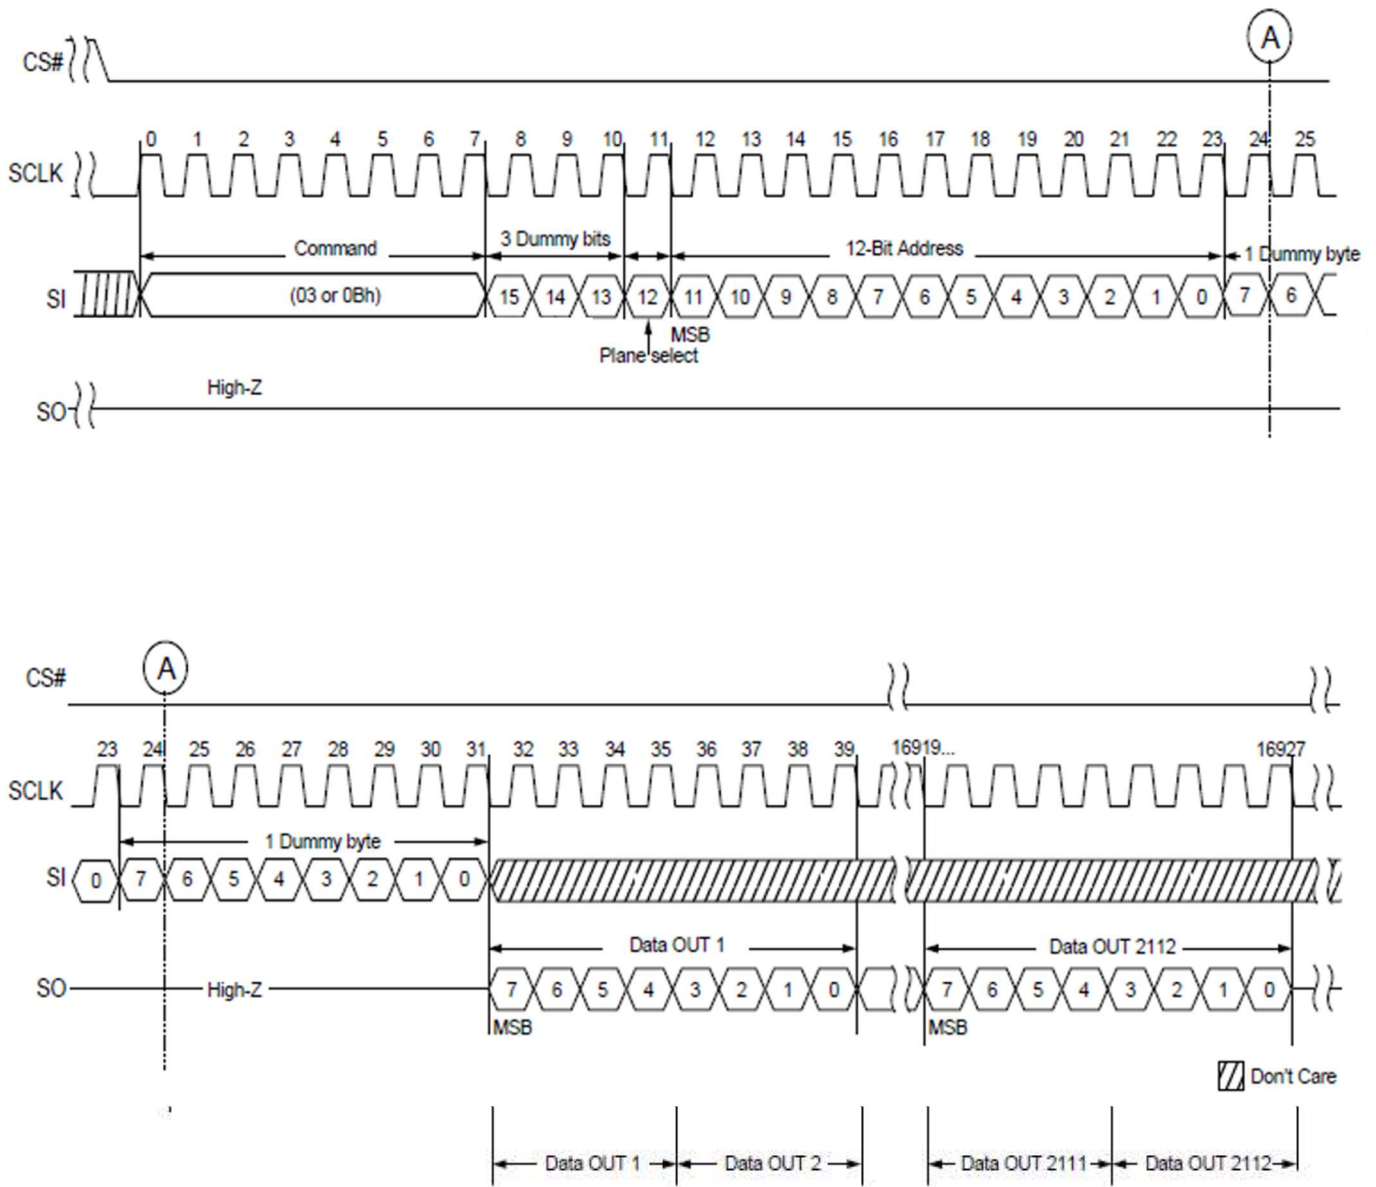 A
CS#
0 1 2 3 4 5 6 7 8 9 10 11 12 13 14 15 16 17 18 19 20 21 22 23 24 25
SCLK
Command 3 Dummy bits 12-Bit Address 1 Dummy byte
SI (03 or 0Bh) 15 14 13 12 11 10 9 8 7 6 5 4 3 2 1 0 7 6
MSB
Plane select
High-Z
SO
A
CS#
23 24 25 26 27 28 29 30 31 32 33 34 35 36 37 38 39 16919... 16927
SCLK
1 Dummy byte
SI 0 7 6 5 4 3 2 1 0
Data OUT 1 Data OUT 2112
SO High-Z 7 6 5 4 3 2 1 0 7 6 5 4 3 2 1 0
MSB MSB
Don't Care
Data OUT 1 Data OUT 2 Data OUT 2111 Data OUT 2112